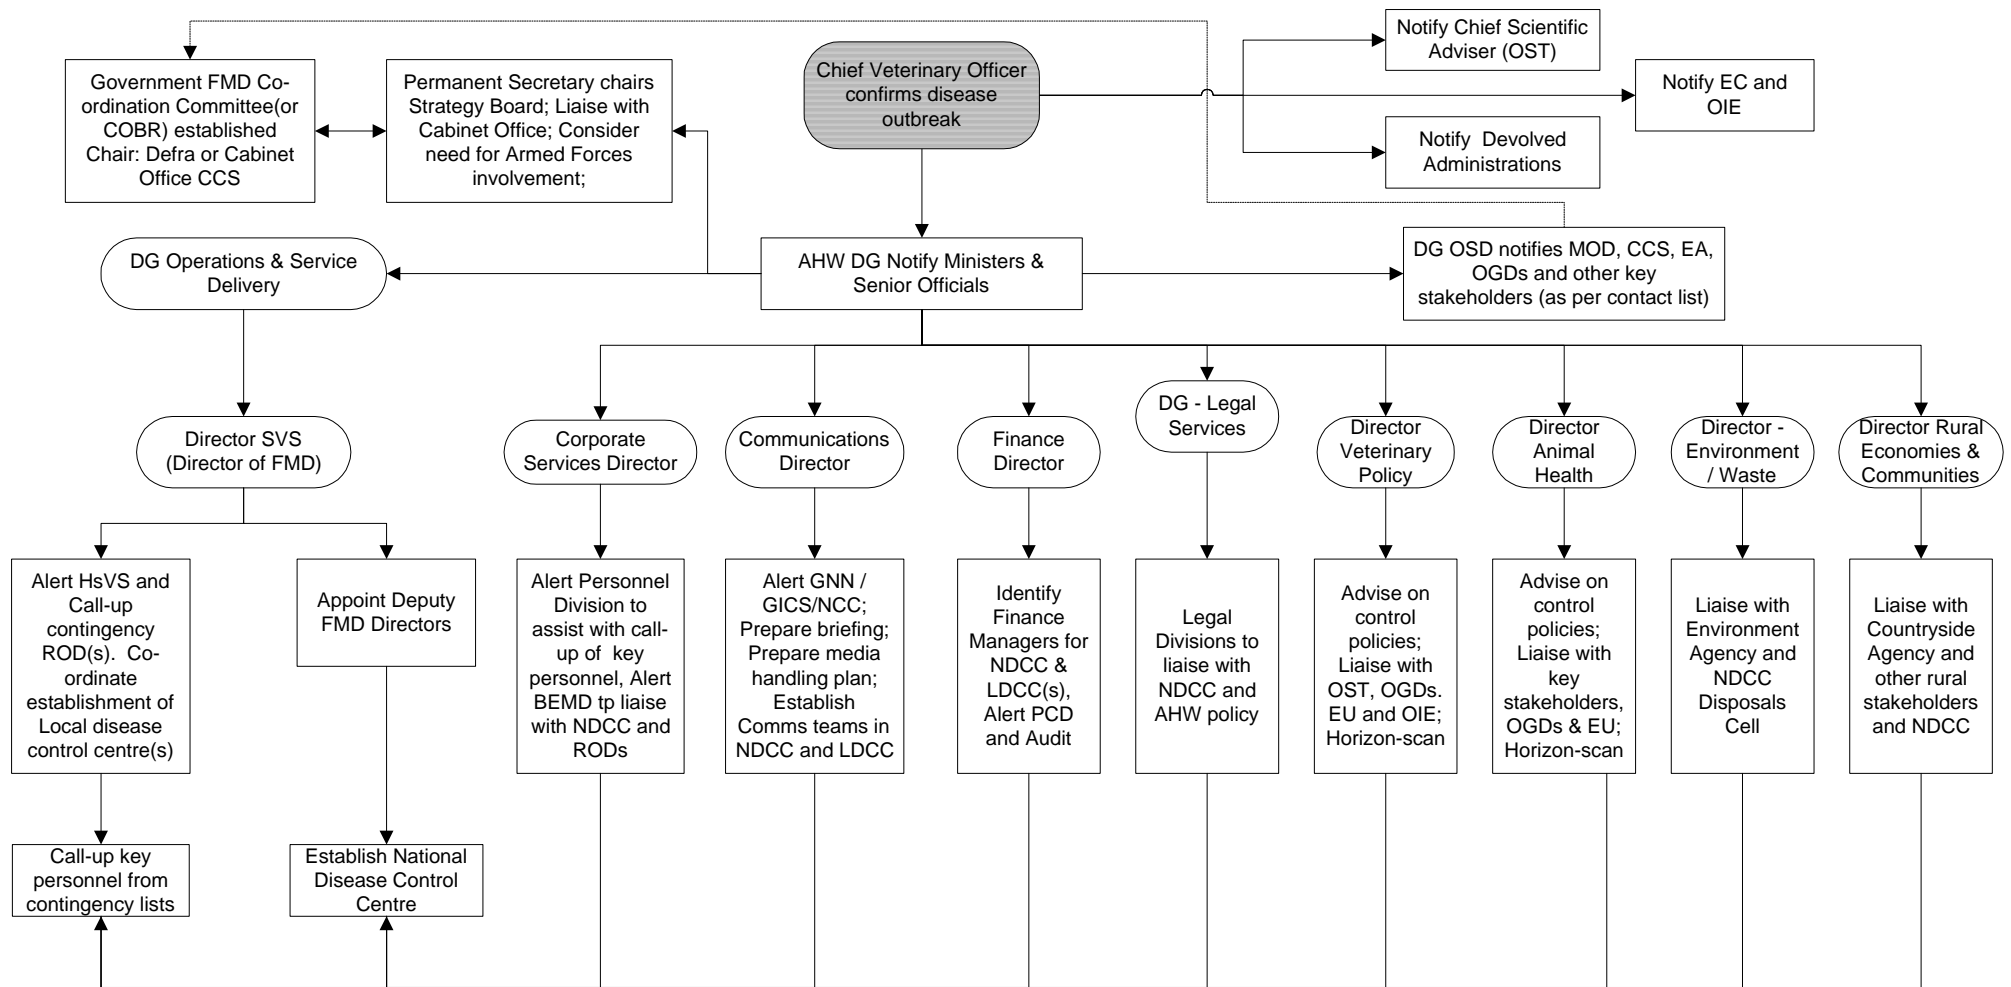 Notify Chief Scientific
Adviser (OST)
Chief Veterinary Officer
confirms disease
outbreak
Government FMD Co-
ordination Committee(or
COBR) established
Chair: Defra or Cabinet
Office CCS
Permanent Secretary chairs
Strategy Board; Liaise with
Cabinet Office; Consider
need for Armed Forces
involvement;
Notify EC and
OIE
Notify Devolved
Administrations
DG Operations & Service
Delivery
AHW DG Notify Ministers &
Senior Officials
DG OSD notifies MOD, CCS, EA,
OGDs and other key
stakeholders (as per contact list)
Director SVS
(Director of FMD)
Corporate
Services Director
Communications
Director
Finance
Director
DG - Legal
Services
Director
Veterinary
Policy
Director
Animal
Health
Director -
Environment
/ Waste
Director Rural
Economies &
Communities
Alert HsVS and
Call-up
contingency
ROD(s). Co-
ordinate
establishment of
Local disease
control centre(s)
Appoint Deputy
FMD Directors
Alert Personnel
Division to
assist with call-
up of key
personnel, Alert
BEMD tp liaise
with NDCC and
RODs
Alert GNN /
GICS/NCC;
Prepare briefing;
Prepare media
handling plan;
Establish
Comms teams in
NDCC and LDCC
Identify
Finance
Managers for
NDCC &
LDCC(s),
Alert PCD
and Audit
Legal
Divisions to
liaise with
NDCC and
AHW policy
Advise on
control
policies;
Liaise with
OST, OGDs.
EU and OIE;
Horizon-scan
Advise on
control
policies;
Liaise with
key
stakeholders,
OGDs & EU;
Horizon-scan
Liaise with
Environment
Agency and
NDCC
Disposals
Cell
Liaise with
Countryside
Agency and
other rural
stakeholders
and NDCC
Call-up key
personnel from
contingency lists
Establish National
Disease Control
Centre